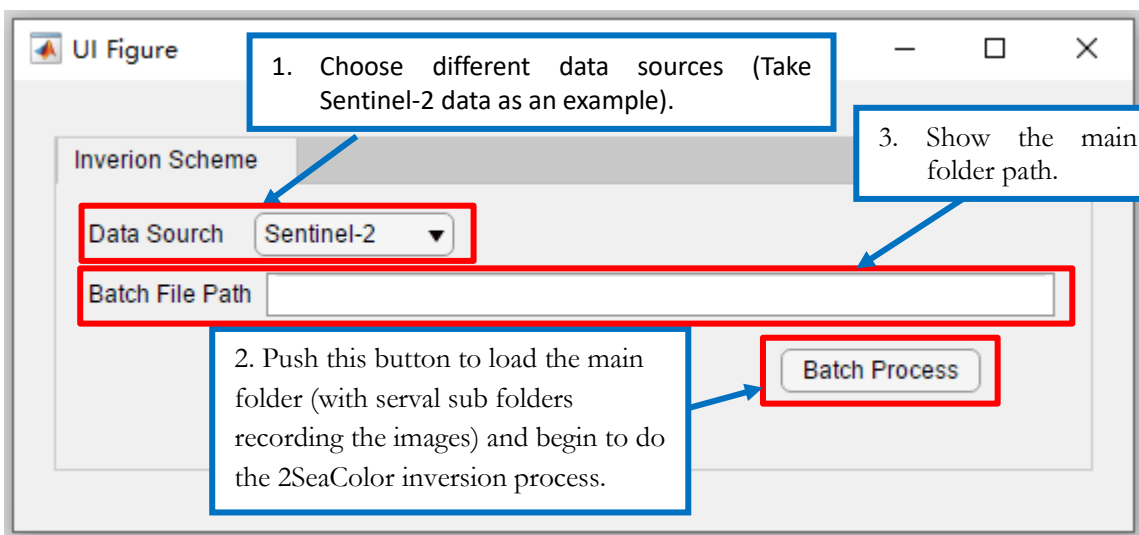 UI Figure
1. Choose different data sources (Take
Sentinel-2 data as an example).
3. Show the main
folder path.
Inverion Scheme
Data Sourch Sentinel-2
Batch File Path
2. Push this button to load the main
folder (with serval sub folders
recording the images) and begin to do
the 2SeaColor inversion process.
Batch Process